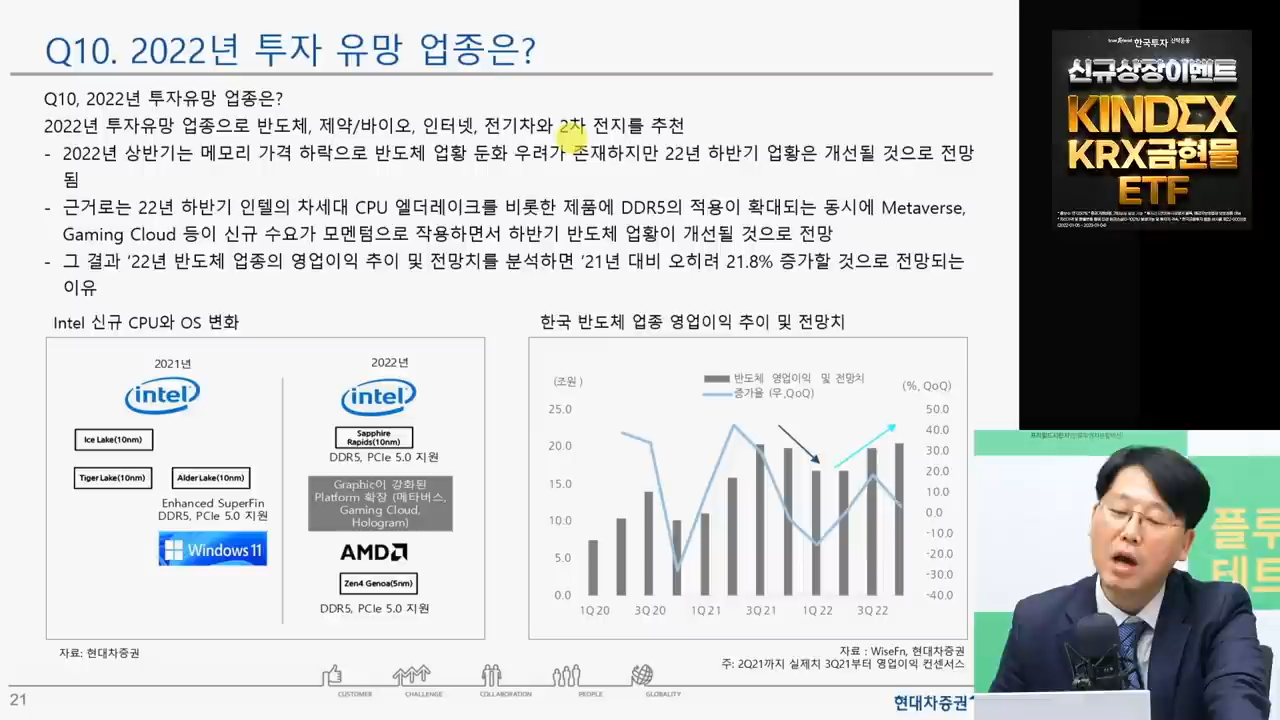 Q10. 2022년 투자 유망 업종은?
Q10, 2022년 투자유망 업종은?
2022년 투자유망 업종으로 반도체, 제약/바이오, 인터넷, 전기차와 2차 전지를 추천
- 2022년 상반기는 메모리 가격 하락으로 반도체 업황 둔화 우려가 존재하지만 22년 하반기 업황은 개선될 것으로 전망
됨
- 근거로는 22년 하반기 인텔의 차세대 CPU 엘더레이크를 비롯한 제품에 DDR5의 적용이 확대되는 동시에 Metaverse,
Gaming Cloud 등이 신규 수요가 모멘텀으로 작용하면서 하반기 반도체 업황이 개선될 것으로 전망
- 그 결과 ‘22년 반도체 업종의 영업이익 추이 및 전망치를 분석하면 ’21년 대비 오히려 21.8% 증가할 것으로 전망되는
이유
Intel 신규 CPU와 OS 변화
2021년
intel
Ice Lake(10nm)
Tiger Lake(10nm)
Alder Lake(10nm)
Enhanced SuperFin
DDR5, PCIe 5.0 지원
Windows 11
2022년
intel
Sapphire
Rapids(10nm)
DDR5, PCIe 5.0 지원
Graphic이 강화된
Platform 확장 (메타버스,
Gaming Cloud,
Hologram)
AMD
Zen4 Genoa(5nm)
DDR5, PCIe 5.0 지원
자료: 현대차증권
한국 반도체 업종 영업이익 추이 및 전망치
(조원)
반도체 영업이익 및 전망치
증가율 (우,QoQ)
(%, QoQ)
25.0
20.0
15.0
10.0
5.0
0.0
50.0
40.0
30.0
20.0
10.0
0.0
-10.0
-20.0
-30.0
-40.0
1Q20 3Q20 1Q21 3Q21 1Q22 3Q22
자료 : WiseFn, 현대차증권
주: 2Q21까지 실제치 3Q21부터 영업이익 컨센서스
CUSTOMER CHALLENGE COLLABORATION PEOPLE GLOBALITY
21
현대차증권
한국투자 신탁운용
신규상장이벤트
KINDEX
KRX금현물
ETF
플루
테트